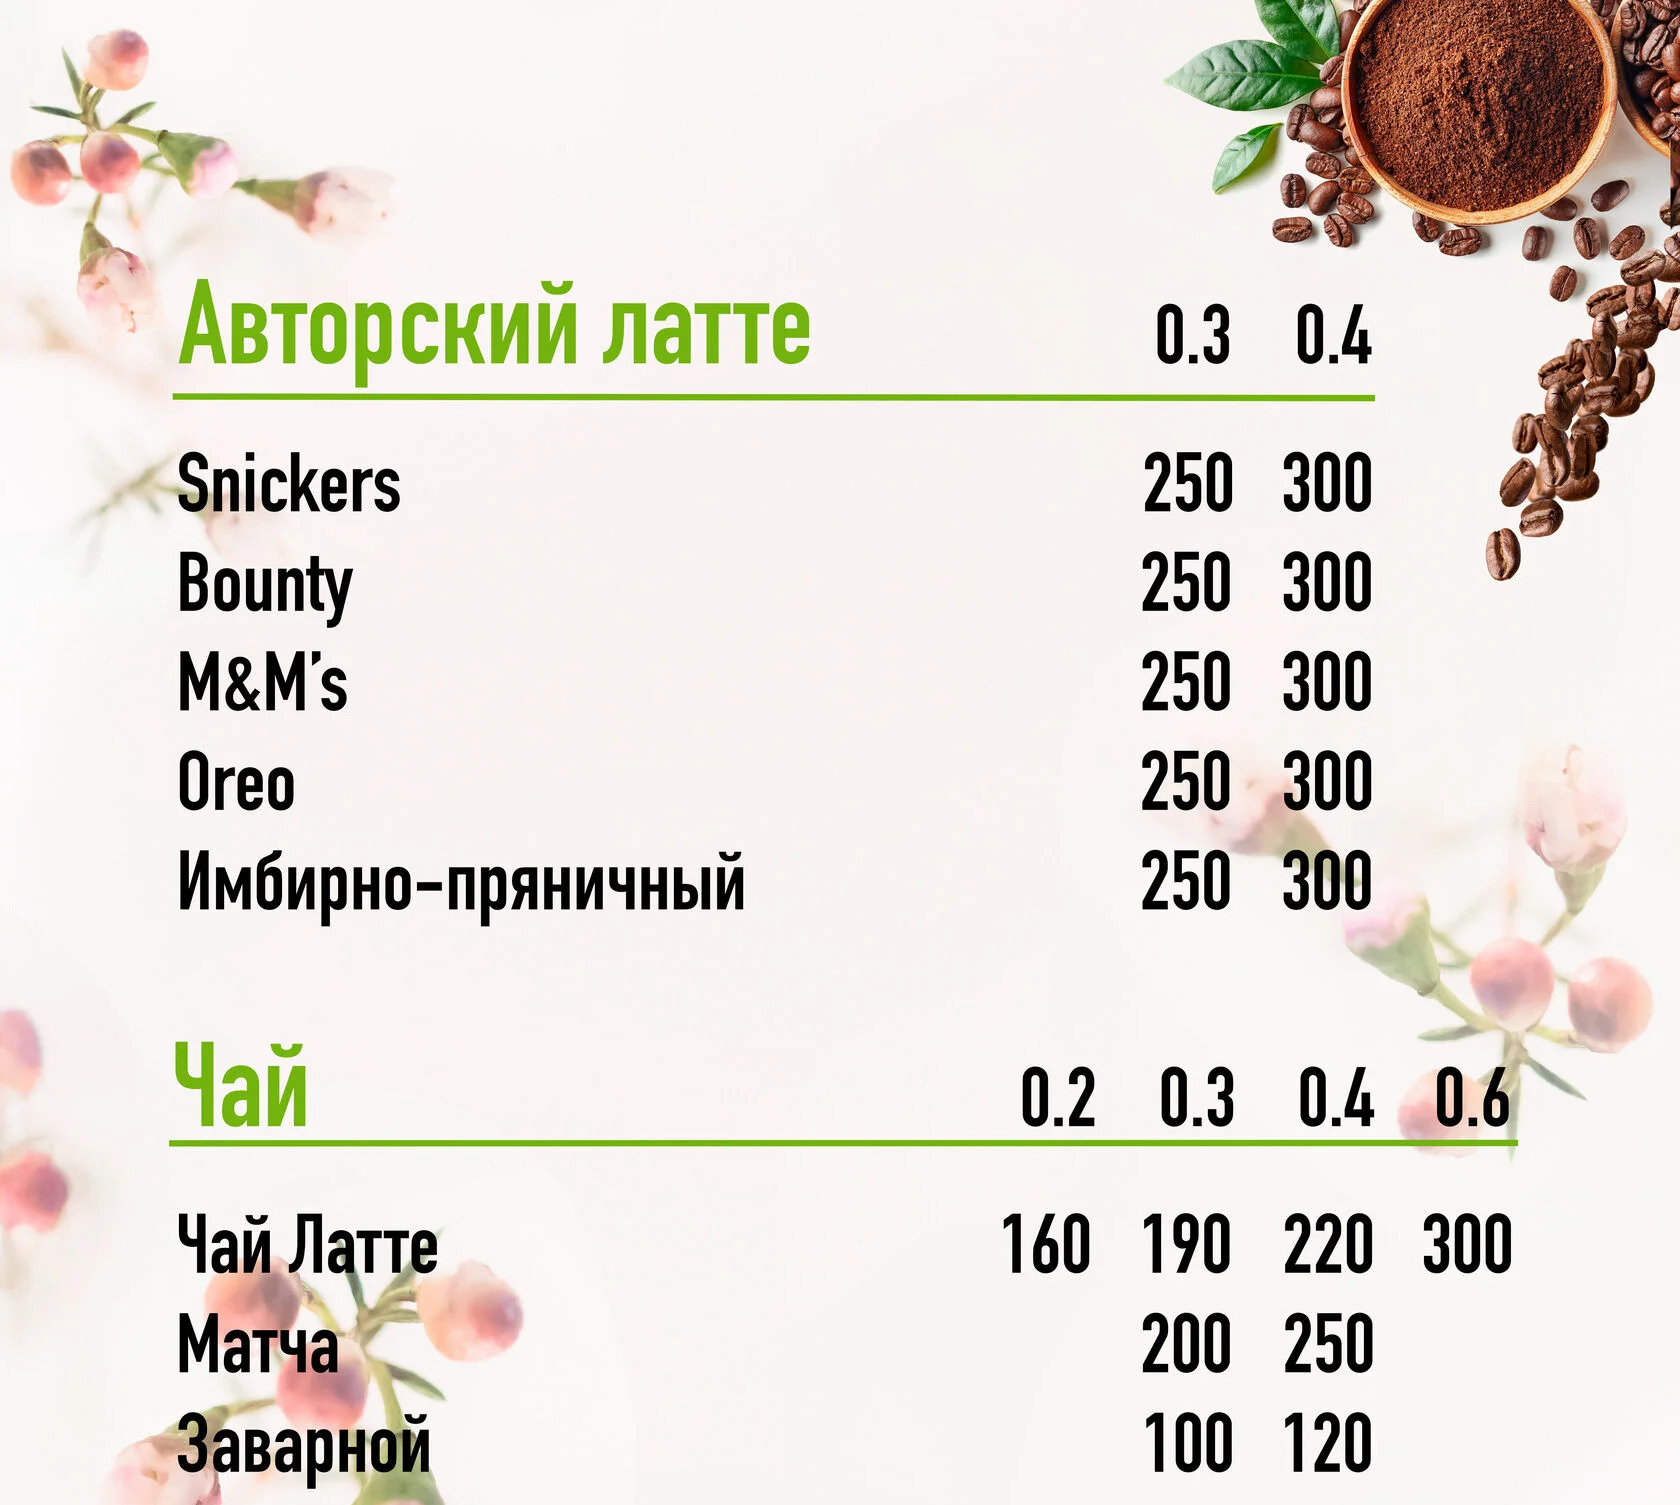 Авторский латте 0.3 0.4
Snickers 250 300
Bounty 250 300
M&M’s 250 300
Oreo 250 300
Имбирно-пряничный 250 300
Чай 0.2 0.3 0.4 0.6
Чай Латте 160 190 220 300
Матча 200 250
Заварной 100 120